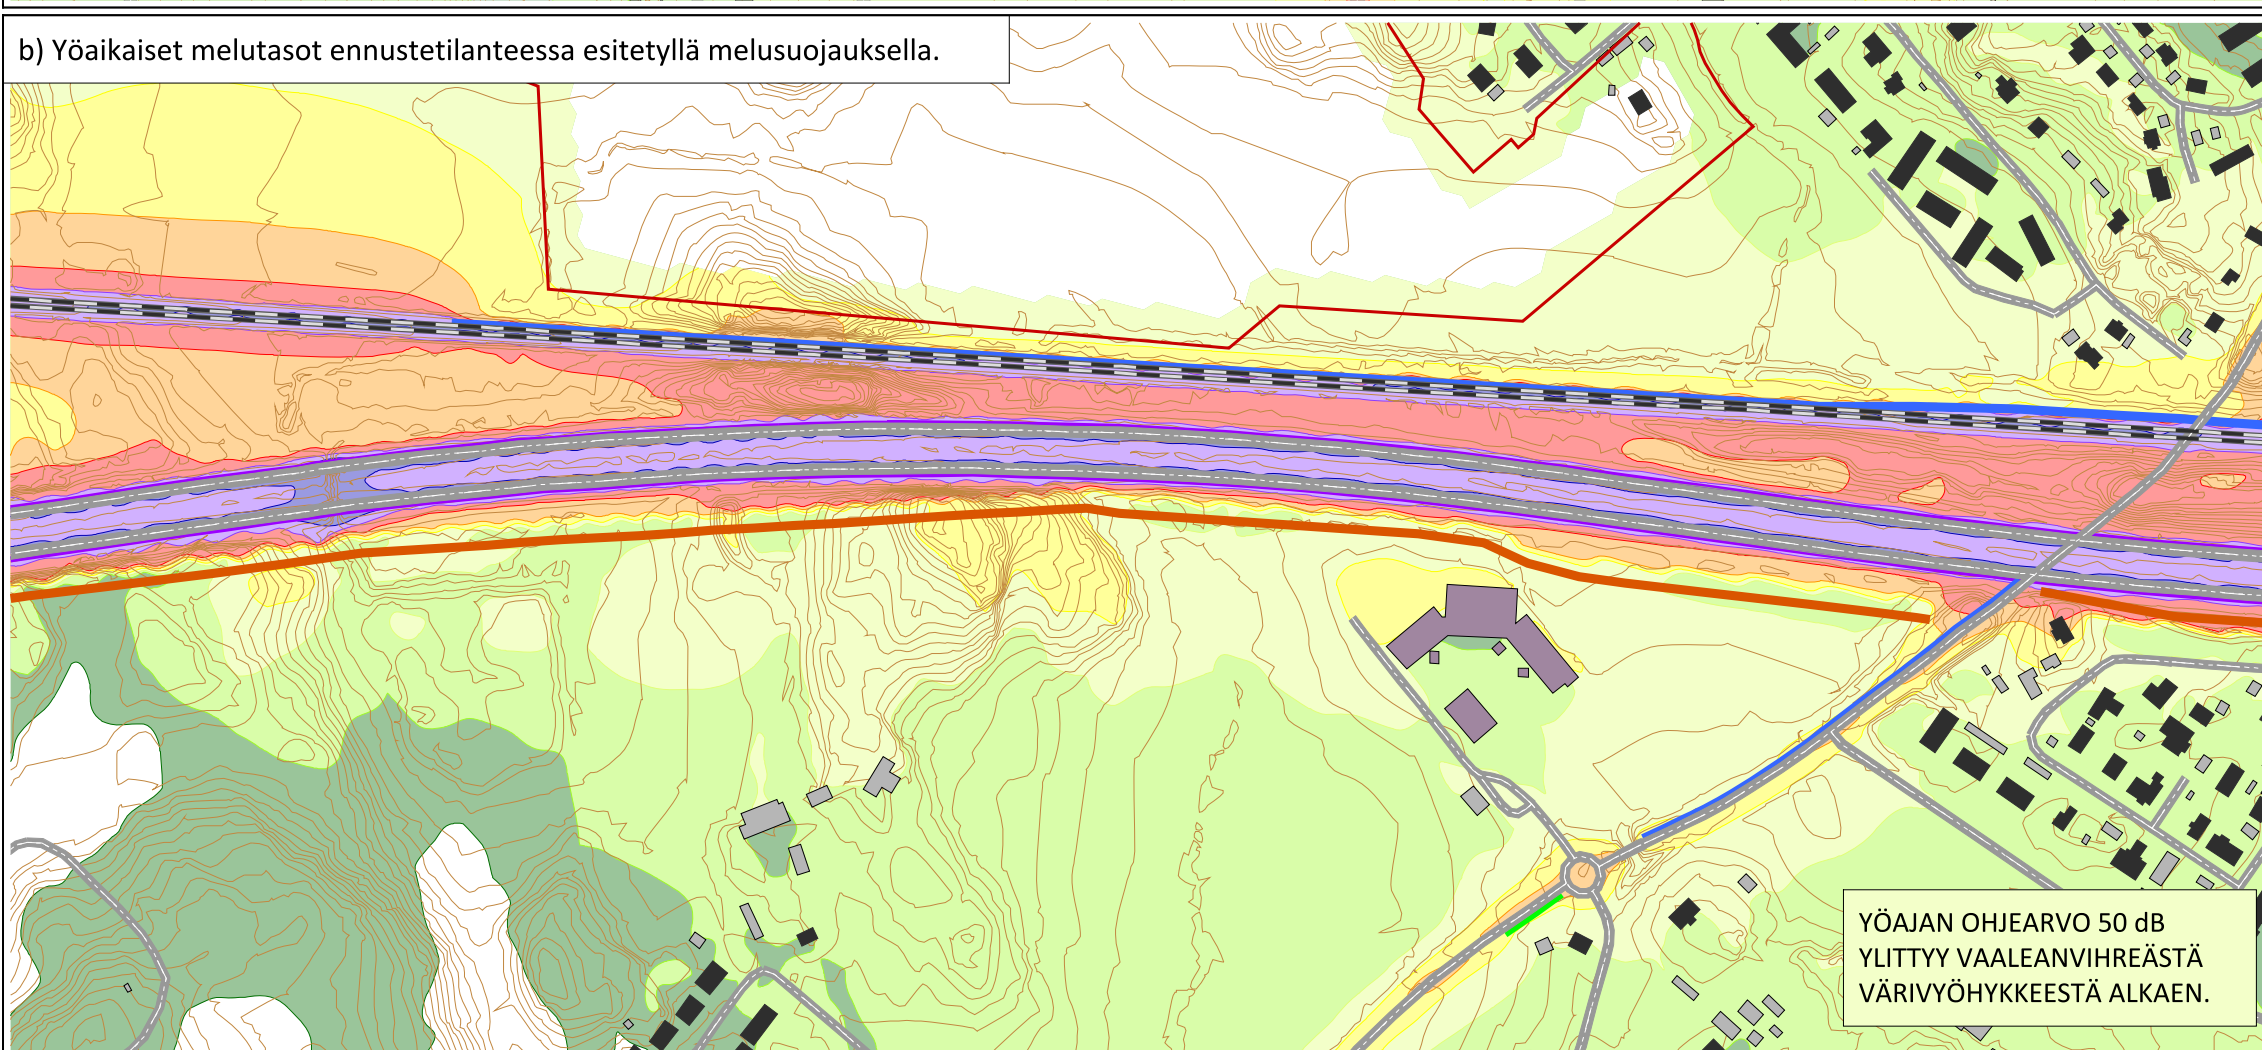 b) Yöaikaiset melutasot ennustetilanteessa esitetyllä melusuojauksella.
YÖAJAN OHJEARVO 50 dB
YLITTYY VAALEANVIHREÄSTÄ
VÄRIVYÖHYKKEESTÄ ALKAEN.